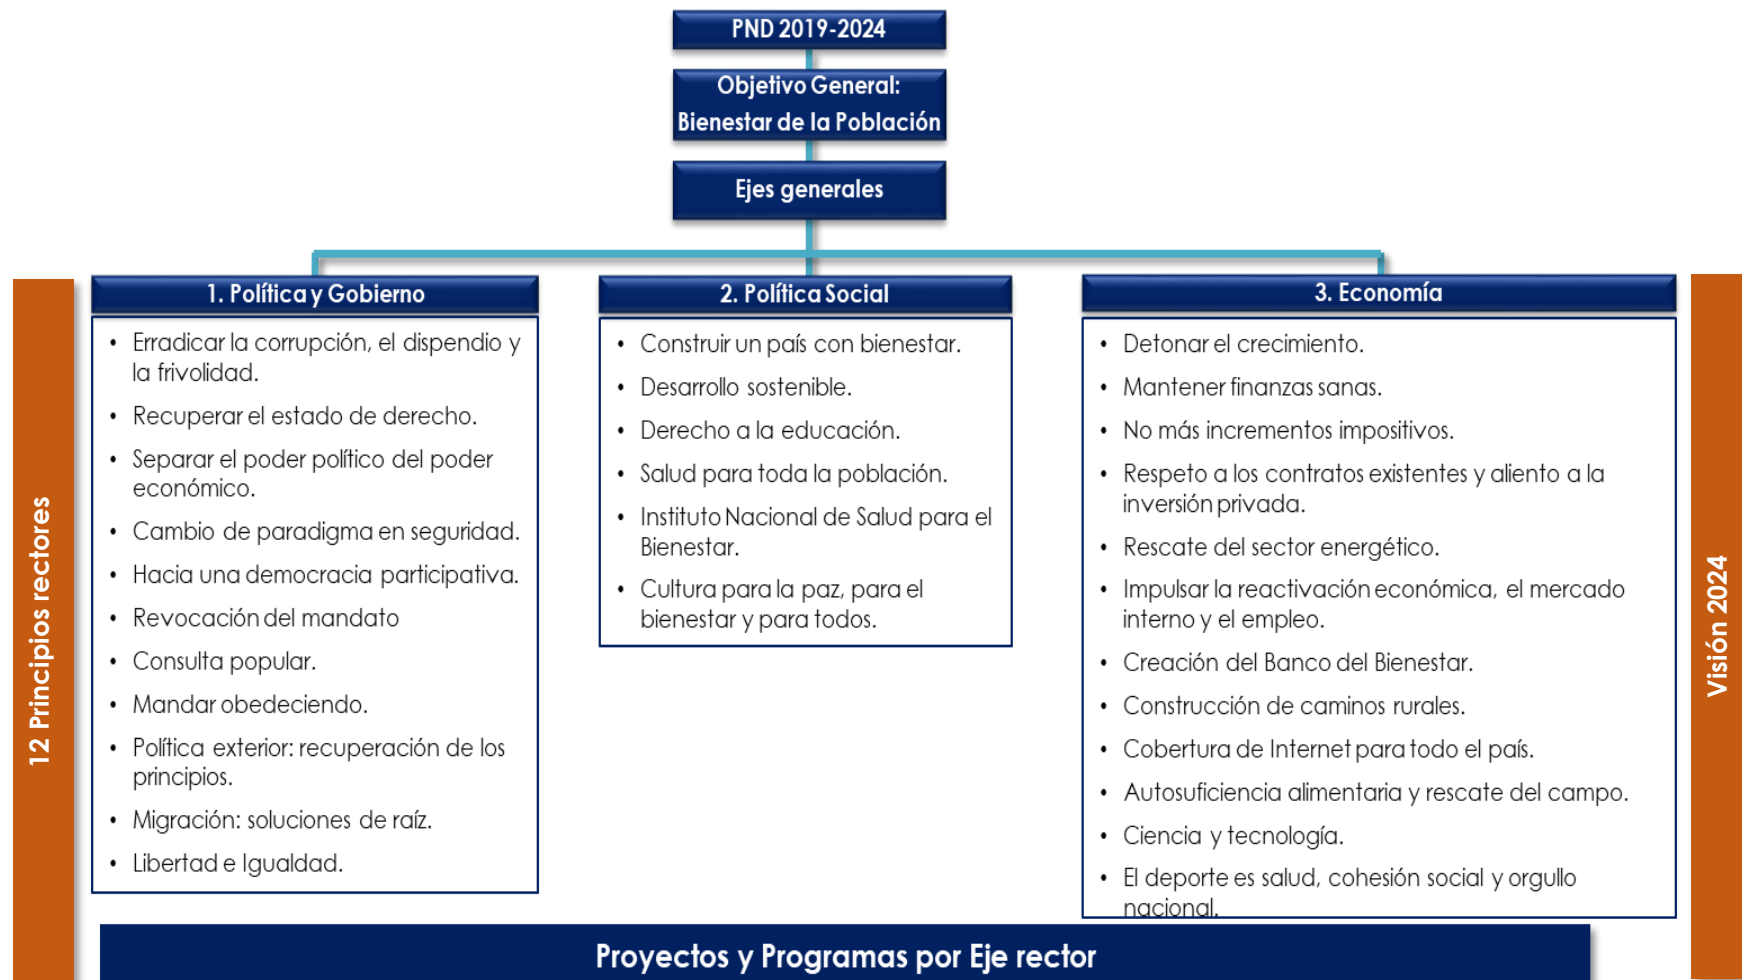 PND 2019-2024
Objetivo General:
Bienestar de la Población
Ejes generales
12 Principios rectores
1. Política y Gobierno
• Erradicar la corrupción, el dispendio y
la frivolidad.
• Recuperar el estado de derecho.
• Separar el poder político del poder
económico.
• Cambio de paradigma en seguridad.
• Hacia una democracia participativa.
• Revocación del mandato
• Consulta popular.
• Mandar obedeciendo.
• Política exterior: recuperación de los
principios.
• Migración: soluciones de raíz.
• Libertad e Igualdad.
2. Política Social
• Construir un país con bienestar.
• Desarrollo sostenible.
• Derecho a la educación.
• Salud para toda la población.
• Instituto Nacional de Salud para el
Bienestar.
• Cultura para la paz, para el
bienestar y para todos.
3. Economía
• Detonar el crecimiento.
• Mantener finanzas sanas.
• No más incrementos impositivos.
• Respeto a los contratos existentes y aliento a la
inversión privada.
• Rescate del sector energético.
• Impulsar la reactivación económica, el mercado
interno y el empleo.
• Creación del Banco del Bienestar.
• Construcción de caminos rurales.
• Cobertura de Internet para todo el país.
• Autosuficiencia alimentaria y rescate del campo.
• Ciencia y tecnología.
• El deporte es salud, cohesión social y orgullo
nacional.
Visión 2024
Proyectos y Programas por Eje rector